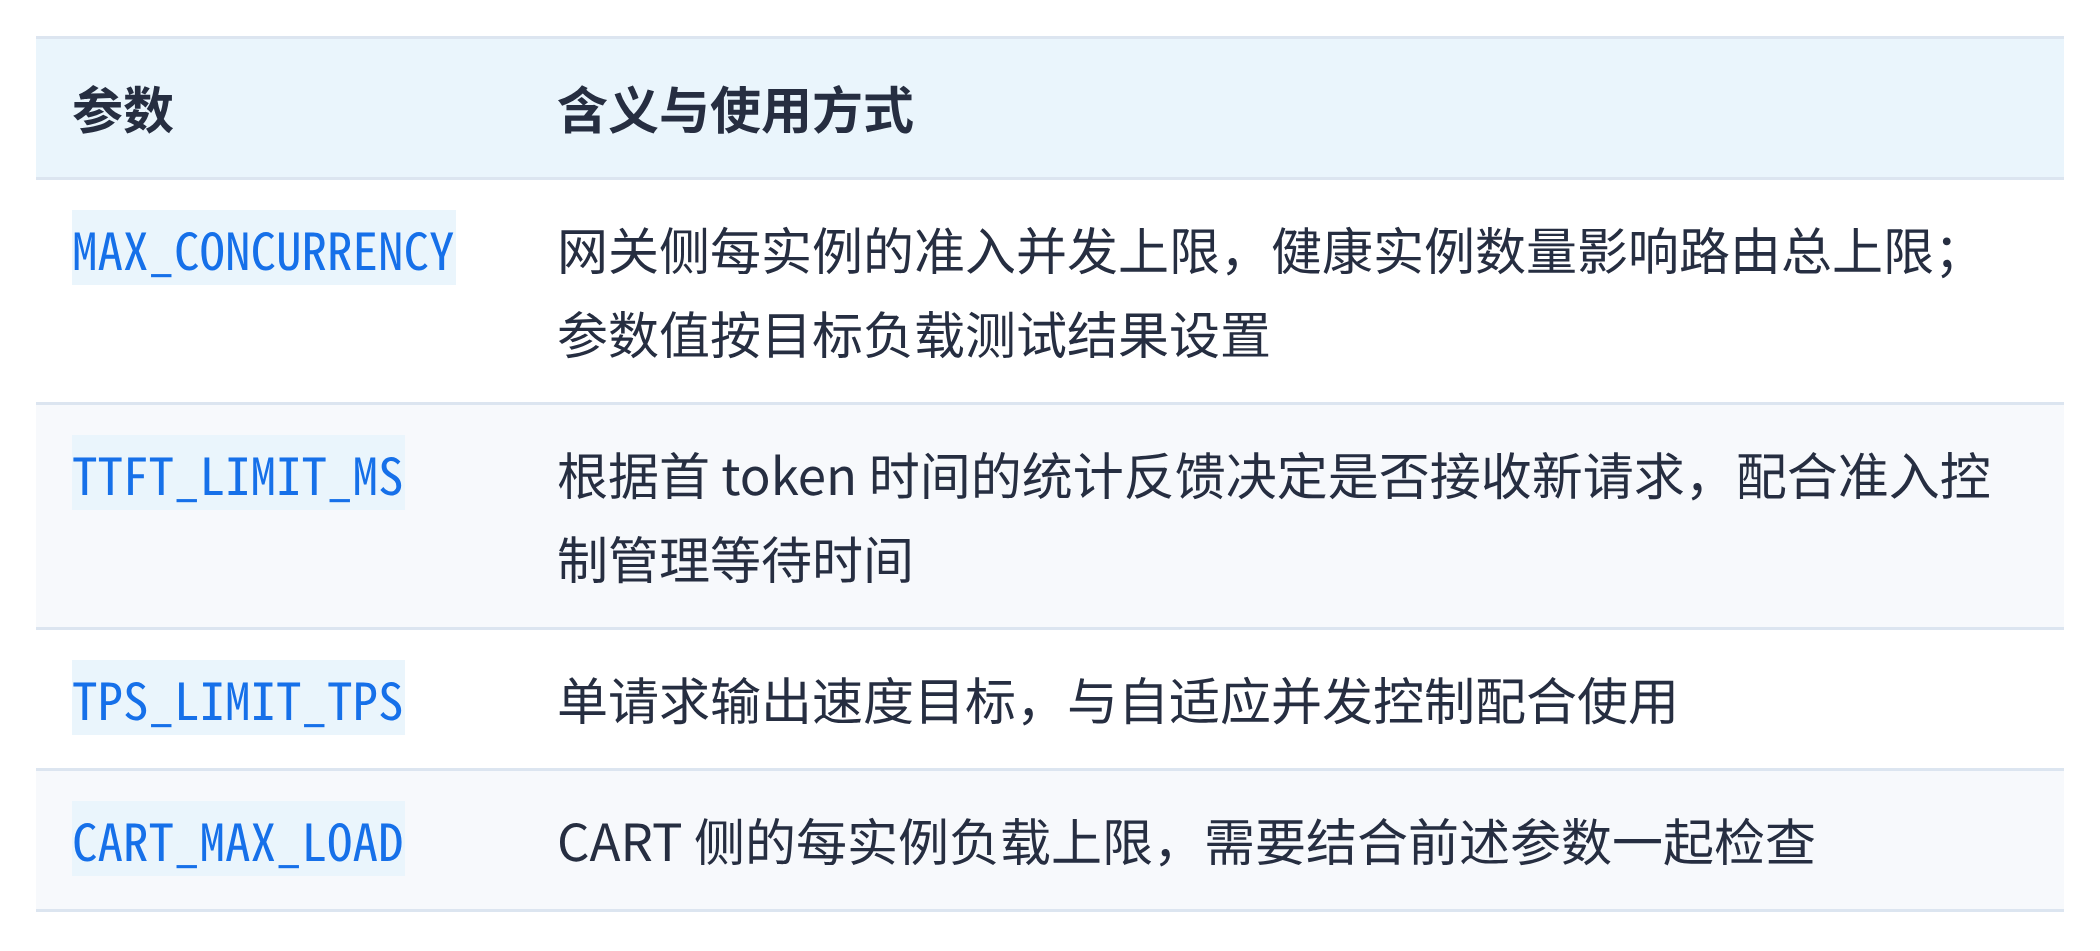 参数
含义与使用方式
MAX_CONCURRENCY
网关侧每实例的准入并发上限，健康实例数量影响路由总上限；
参数值按目标负载测试结果设置
TTFT_LIMIT_MS
根据首 token 时间的统计反馈决定是否接收新请求，配合准入控
制管理等待时间
TPS_LIMIT_TPS
单请求输出速度目标，与自适应并发控制配合使用
CART_MAX_LOAD
CART 侧的每实例负载上限，需要结合前述参数一起检查